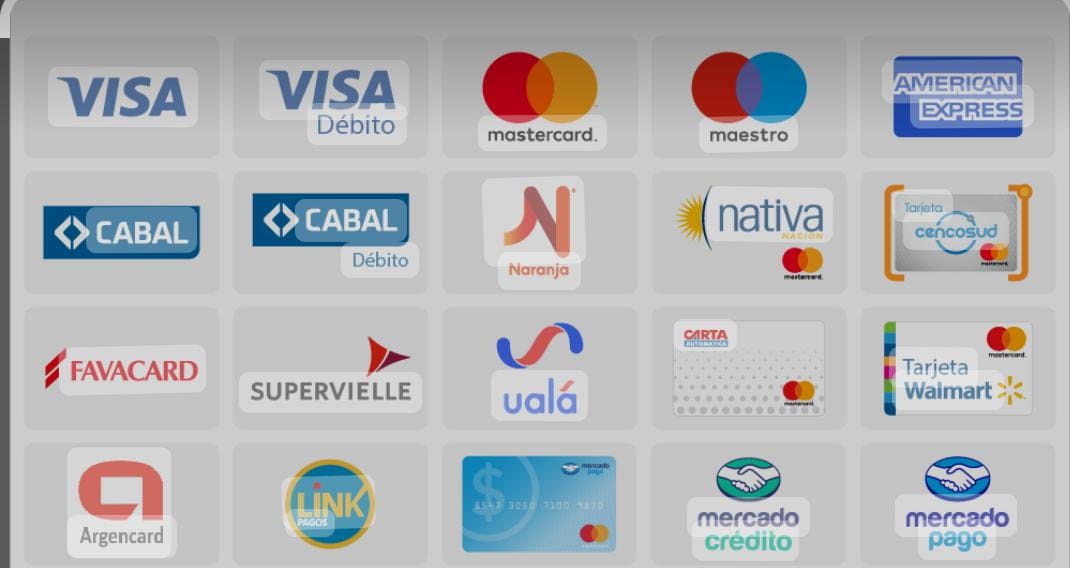 VISA
VISA
Débito
mastercard.
maestro
AMERICAN
EXPRESS
CABAL
CABAL
Débito
Naranja
nativa
NACIÓN
mastercard.
Tarjeta
cencosud
mastercard.
FAVACARD
SUPERVIELLE
ualá
CARTA
AUTOMATICA
mastercard.
mastercard.
Tarjeta
Walmart
Argencard
LiNK
PAGOS
mercado
pago
$
5547 3050 7100 9870
mastercard.
mercado
crédito
mercado
pago